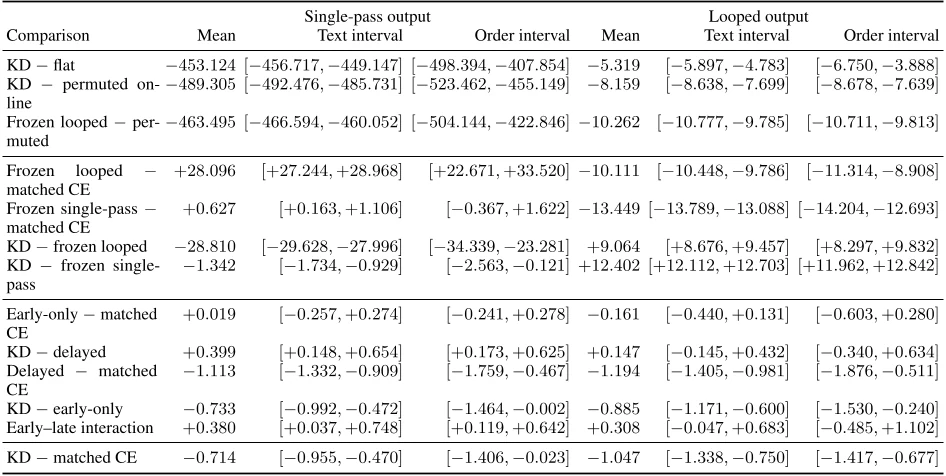 Single-pass output Looped output
Comparison Mean Text interval Order interval Mean Text interval Order interval
KD − flat −453.124 [−456.717, −449.147] [−498.394, −407.854] −5.319 [−5.897, −4.783] [−6.750, −3.888]
KD − permuted on- −489.305 [−492.476, −485.731] [−523.462, −455.149] −8.159 [−8.638, −7.699] [−8.678, −7.639]
line
Frozen looped − per- −463.495 [−466.594, −460.052] [−504.144, −422.846] −10.262 [−10.777, −9.785] [−10.711, −9.813]
muted
Frozen looped − +28.096 [+27.244, +28.968] [+22.671, +33.520] −10.111 [−10.448, −9.786] [−11.314, −8.908]
matched CE
Frozen single-pass − +0.627 [+0.163, +1.106] [−0.367, +1.622] −13.449 [−13.789, −13.088] [−14.204, −12.693]
matched CE
KD − frozen looped −28.810 [−29.628, −27.996] [−34.339, −23.281] +9.064 [+8.676, +9.457] [+8.297, +9.832]
KD − frozen single- −1.342 [−1.734, −0.929] [−2.563, −0.121] +12.402 [+12.112, +12.703] [+11.962, +12.842]
pass
Early-only − matched +0.019 [−0.257, +0.274] [−0.241, +0.278] −0.161 [−0.440, +0.131] [−0.603, +0.280]
CE
KD − delayed +0.399 [+0.148, +0.654] [+0.173, +0.625] +0.147 [−0.145, +0.432] [−0.340, +0.634]
Delayed − matched −1.113 [−1.332, −0.909] [−1.759, −0.467] −1.194 [−1.405, −0.981] [−1.876, −0.511]
CE
KD − early-only −0.733 [−0.992, −0.472] [−1.464, −0.002] −0.885 [−1.171, −0.600] [−1.530, −0.240]
Early–late interaction +0.380 [+0.037, +0.748] [+0.119, +0.642] +0.308 [−0.047, +0.683] [−0.485, +1.102]
KD − matched CE −0.714 [−0.955, −0.470] [−1.406, −0.023] −1.047 [−1.338, −0.750] [−1.417, −0.677]